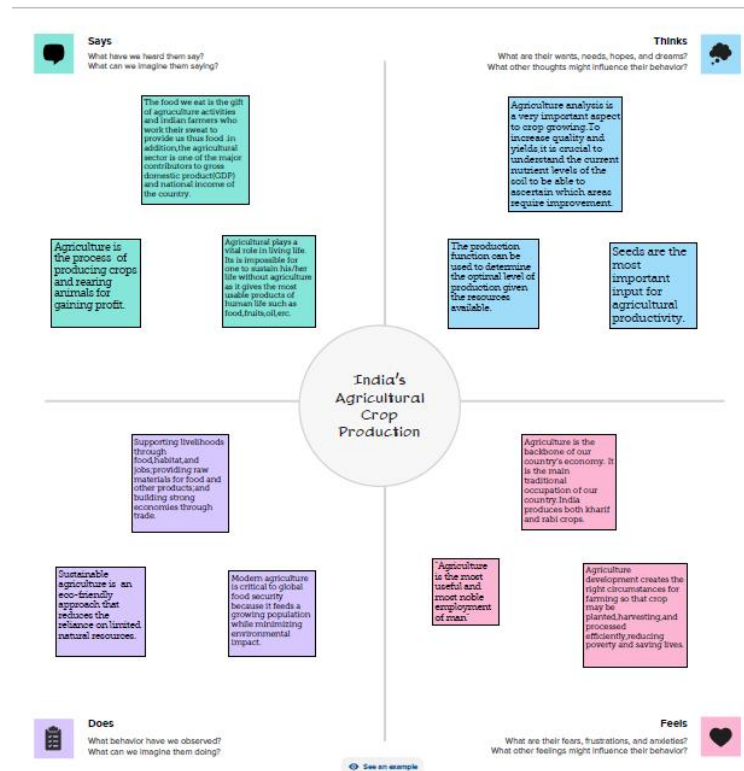 Says
What have we heard them say?
What can we imagine them saying?
The food we eat is the gift
of agruculture activities
and indian farmers who
work their sweat to
provide us thus food .in
addition,the agricultural
sector is one of the major
contributors to gross
domestic product(GDP)
and national income of
the country.
Agriculture is
the process of
producing crops
and rearing
animals for
gaining profit.
Agricultural plays a
vital role in living life.
Its is impossible for
one to sustain his/her
life without agriculture
as it gives the most
usable products of
human life such as
food,fruits,oil,erc.
Thinks
What are their wants, needs, hopes, and dreams?
What other thoughts might influence their behavior?
Agriculture analysis is
a very important aspect
to crop growing.To
increase quality and
yields,it is crucial to
understand the current
nutrient levels of the
soil to be able to
ascertain which areas
require improvement.
The production
function can be
used to determine
the optimal level of
production given
the resources
available.
Seeds are the
most
important
input for
agricultural
productivity.
India's
Agricultural
Crop
Production
Supporting livelihoods
through
food,habitat,and
jobs;providing raw
materials for food and
other products;and
building strong
economies through
trade.
Sustainable
agriculture is an
eco-friendly
approach that
reduces the
reliance on limited
natural resources.
Modern agriculture
is critical to global
food security
because it feeds a
growing population
while minimizing
environmental
impact.
Does
What behavior have we observed?
What can we imagine them doing?
Agriculture is the
backbone of our
country's economy. It
is the main
traditional
occupation of our
country.India
produces both kharif
and rabi crops.
"Agriculture
is the most
useful and
most noble
employment
of man"
Agriculture
development creates the
right circumstances for
farming so that crop
may be
planted,harvesting,and
processed
efficiently,reducing
poverty and saving lives.
Feels
What are their fears, frustrations, and anxieties?
What other feelings might influence their behavior?
See an example